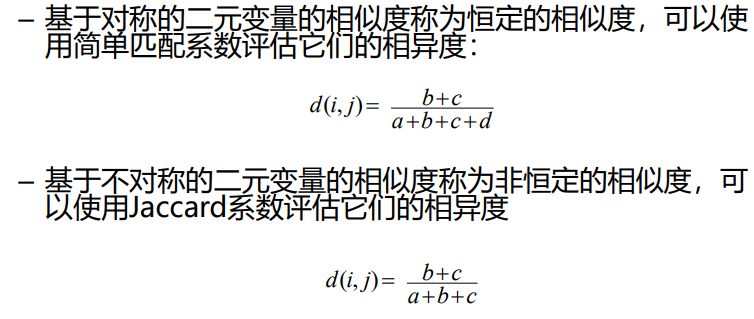 – 基于对称的二元变量的相似度称为恒定的相似度，可以使
用简单匹配系数评估它们的相异度：
d(i, j) = \frac{b+c}{a+b+c+d}
– 基于不对称的二元变量的相似度称为非恒定的相似度，可
以使用Jaccard系数评估它们的相异度
d(i, j) = \frac{b+c}{a+b+c}